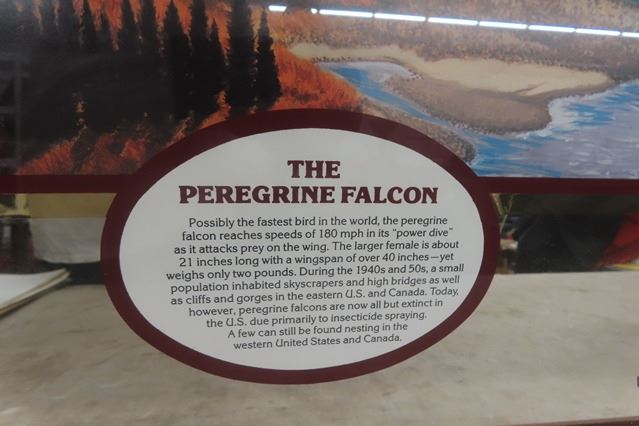 THE
PEREGRINE FALCON
Possibly the fastest bird in the world, the peregrine
falcon reaches speeds of 180 mph in its "power dive"
as it attacks prey on the wing. The larger female is about
21 inches long with a wingspan of over 40 inches—yet
weighs only two pounds. During the 1940s and 50s, a small
population inhabited skyscrapers and high bridges as well
as cliffs and gorges in the eastern U.S. and Canada. Today,
however, peregrine falcons are now all but extinct in
the U.S. due primarily to insecticide spraying.
A few can still be found nesting in the
western United States and Canada.